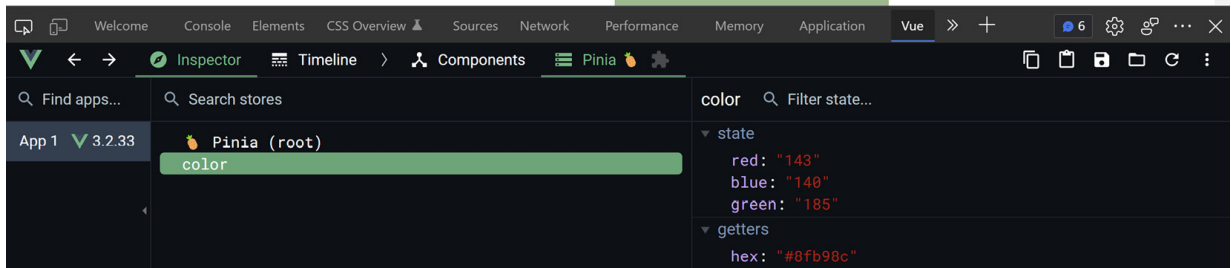 Welcome Console Elements CSS Overview Sources Network Performance Memory Application Vue 6
Inspector Timeline Components Pinia 🍍
Find apps... Search stores color Filter state...
App 1 3.2.33
🍍 Pinia (root)
color
state
red: "143"
blue: "140"
green: "185"
getters
hex: "#8fb98c"